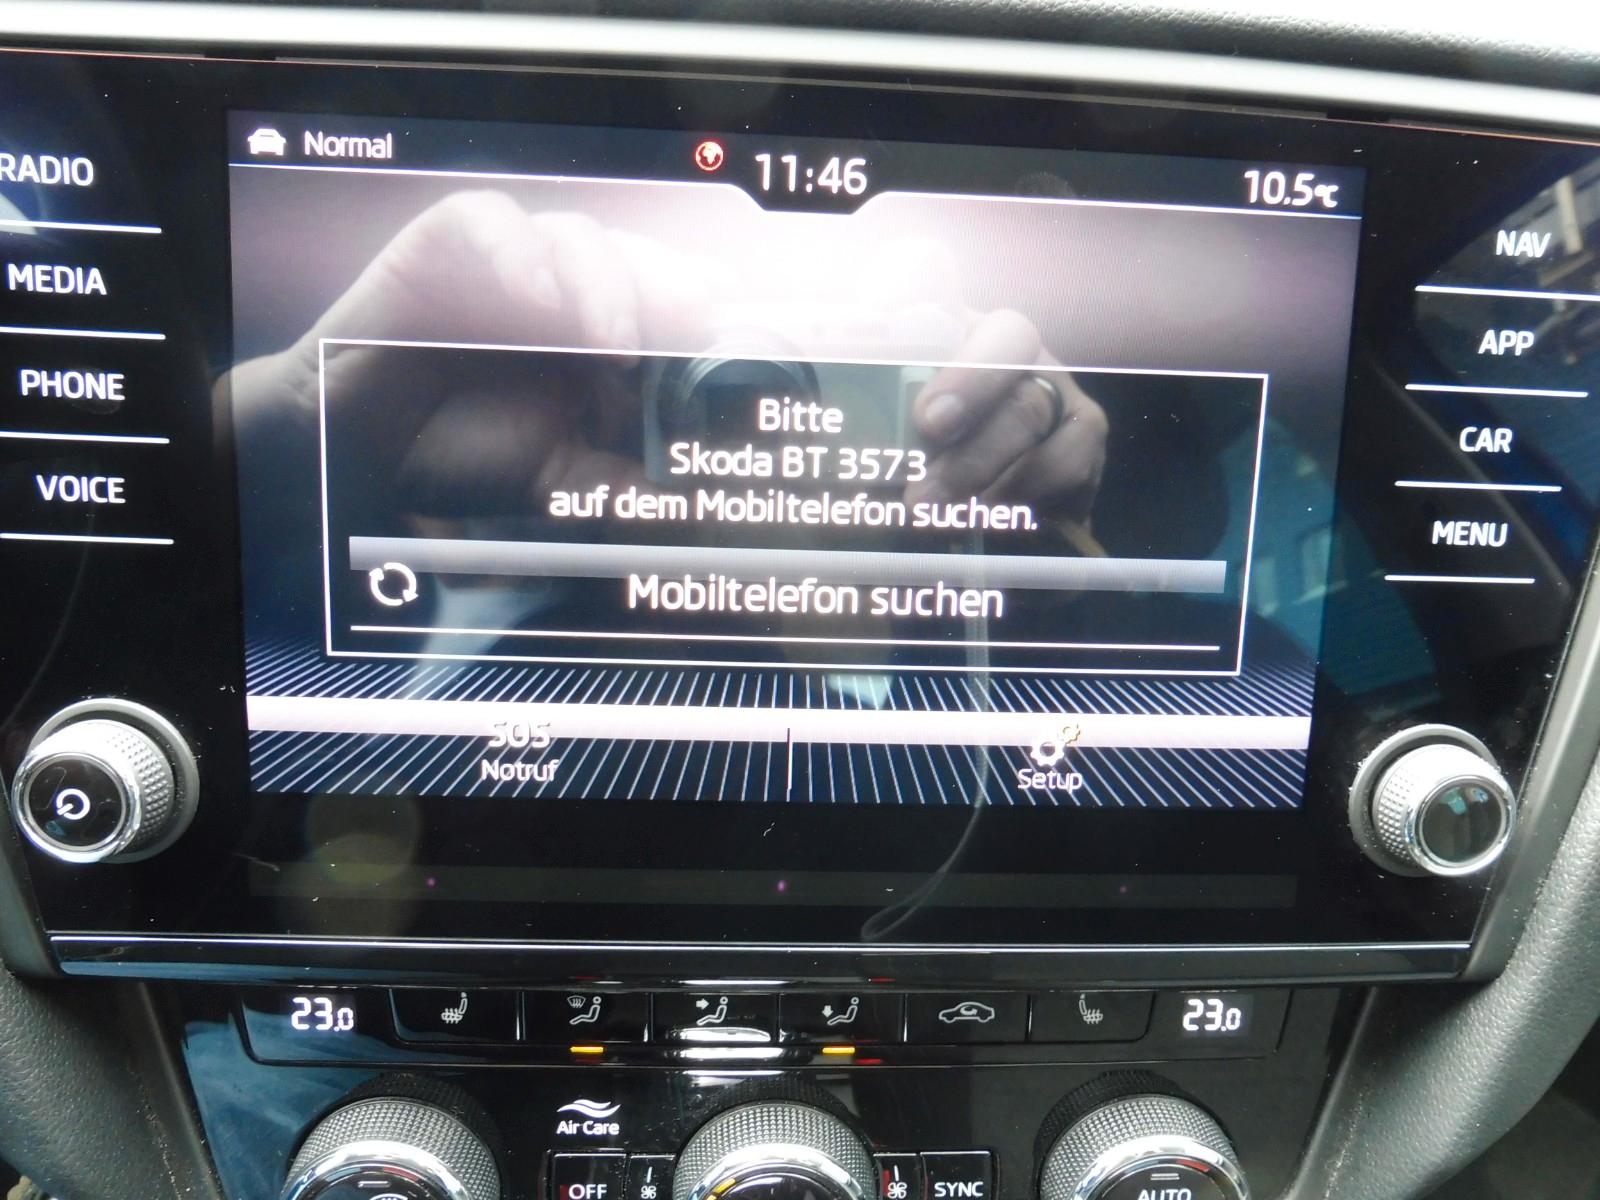 Normal
11:46
10.5°C
RADIO
MEDIA
PHONE
VOICE
NAV
APP
CAR
MENU
Bitte
Skoda BT 3573
auf dem Mobiltelefon suchen.
Mobiltelefon suchen
SOS
Notruf
Setup
23.0
23.0
Air Care
OFF
SYNC
AUTO